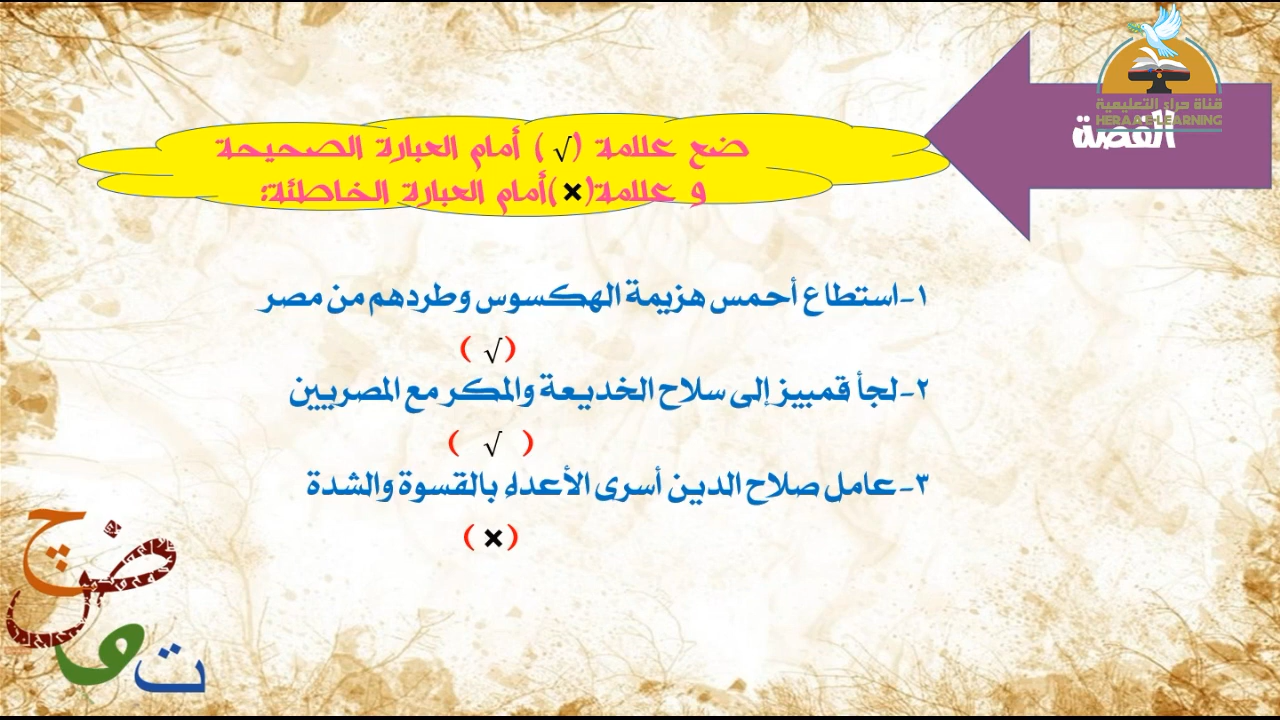 قناة حراء التعليمية
HERAA E-LEARNING
القصة
ضع علامة (√) أمام العبارة الصحيحة
و علامة(×)أمام العبارة الخاطئة:
١-استطاع أحمس هزيمة الهكسوس وطردهم من مصر
(√)
٢-لجأ قمبيز إلى سلاح الخديعة والمكر مع المصريين
( √ )
٣-عامل صلاح الدين أسرى الأعداء بالقسوة والشدة
(×)
ج
ض
و
ت